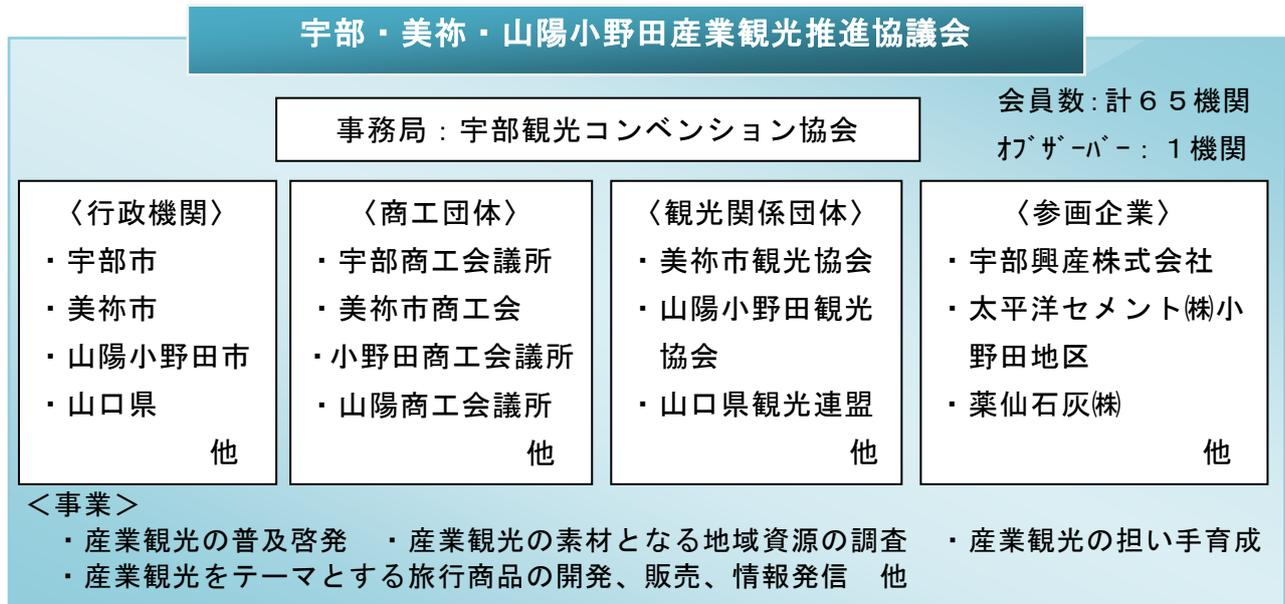 宇部・美祢・山陽小野田産業観光推進協議会
会員数:計６５機関
ｵﾌﾞｻﾞｰﾊﾞｰ：１機関
事務局：宇部観光コンベンション協会
〈行政機関〉
・宇部市
・美祢市
・山陽小野田市
・山口県
他
〈商工団体〉
・宇部商工会議所
・美祢市商工会
・小野田商工会議所
・山陽商工会議所
他
〈観光関係団体〉
・美祢市観光協会
・山陽小野田観光
協会
・山口県観光連盟
他
〈参画企業〉
・宇部興産株式会社
・太平洋セメント㈱小
野田地区
・薬仙石灰㈱
他
＜事業＞
・産業観光の普及啓発　・産業観光の素材となる地域資源の調査　・産業観光の担い手育成
・産業観光をテーマとする旅行商品の開発、販売、情報発信　他